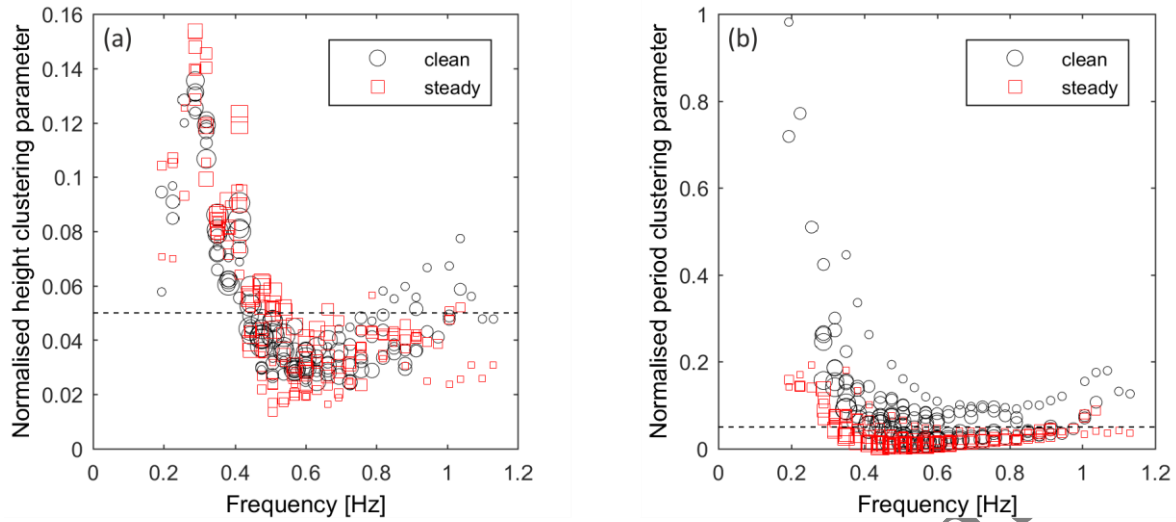 (a)
clean
steady
Normalised height clustering parameter
0.16
0.14
0.12
0.1
0.08
0.06
0.04
0.02
0
0 0.2 0.4 0.6 0.8 1 1.2
Frequency [Hz]
(b)
clean
steady
Normalised period clustering parameter
1
0.8
0.6
0.4
0.2
0
0 0.2 0.4 0.6 0.8 1 1.2
Frequency [Hz]